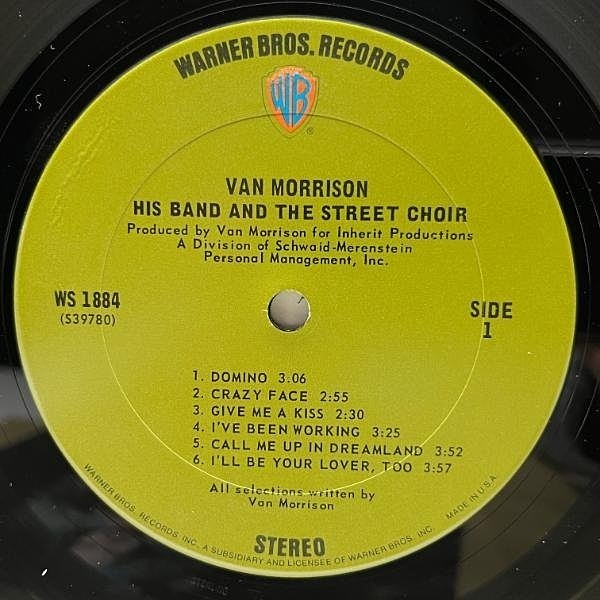 WARNER BROS. RECORDS
WB
®
VAN MORRISON
HIS BAND AND THE STREET CHOIR
Produced by Van Morrison for Inherit Productions
A Division of Schwaid-Merenstein
Personal Management, Inc.
WS 1884
(S39780)
SIDE
1
1. DOMINO 3:06
2. CRAZY FACE 2:55
3. GIVE ME A KISS 2:30
4. I'VE BEEN WORKING 3:25
5. CALL ME UP IN DREAMLAND 3:52
6. I'LL BE YOUR LOVER, TOO 3:57
All selections written by
Van Morrison
STEREO
WARNER BROS. RECORDS INC. A SUBSIDIARY AND LICENSEE OF WARNER BROS. INC. MADE IN U.S.A